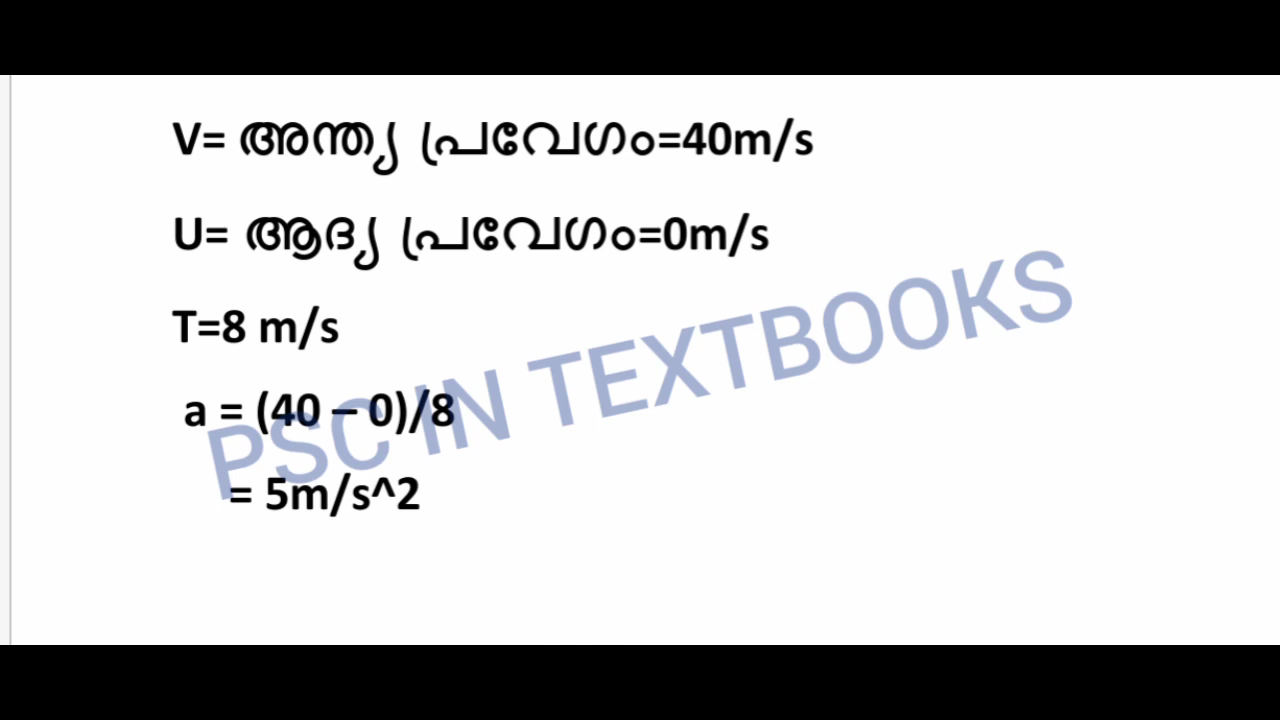 V= അന്ത്യ പ്രവേഗം=40m/s
U= ആദ്യ പ്രവേഗം=0m/s
T=8 m/s
a = (40 – 0)/8
= 5m/s^2
PSC IN TEXTBOOKS